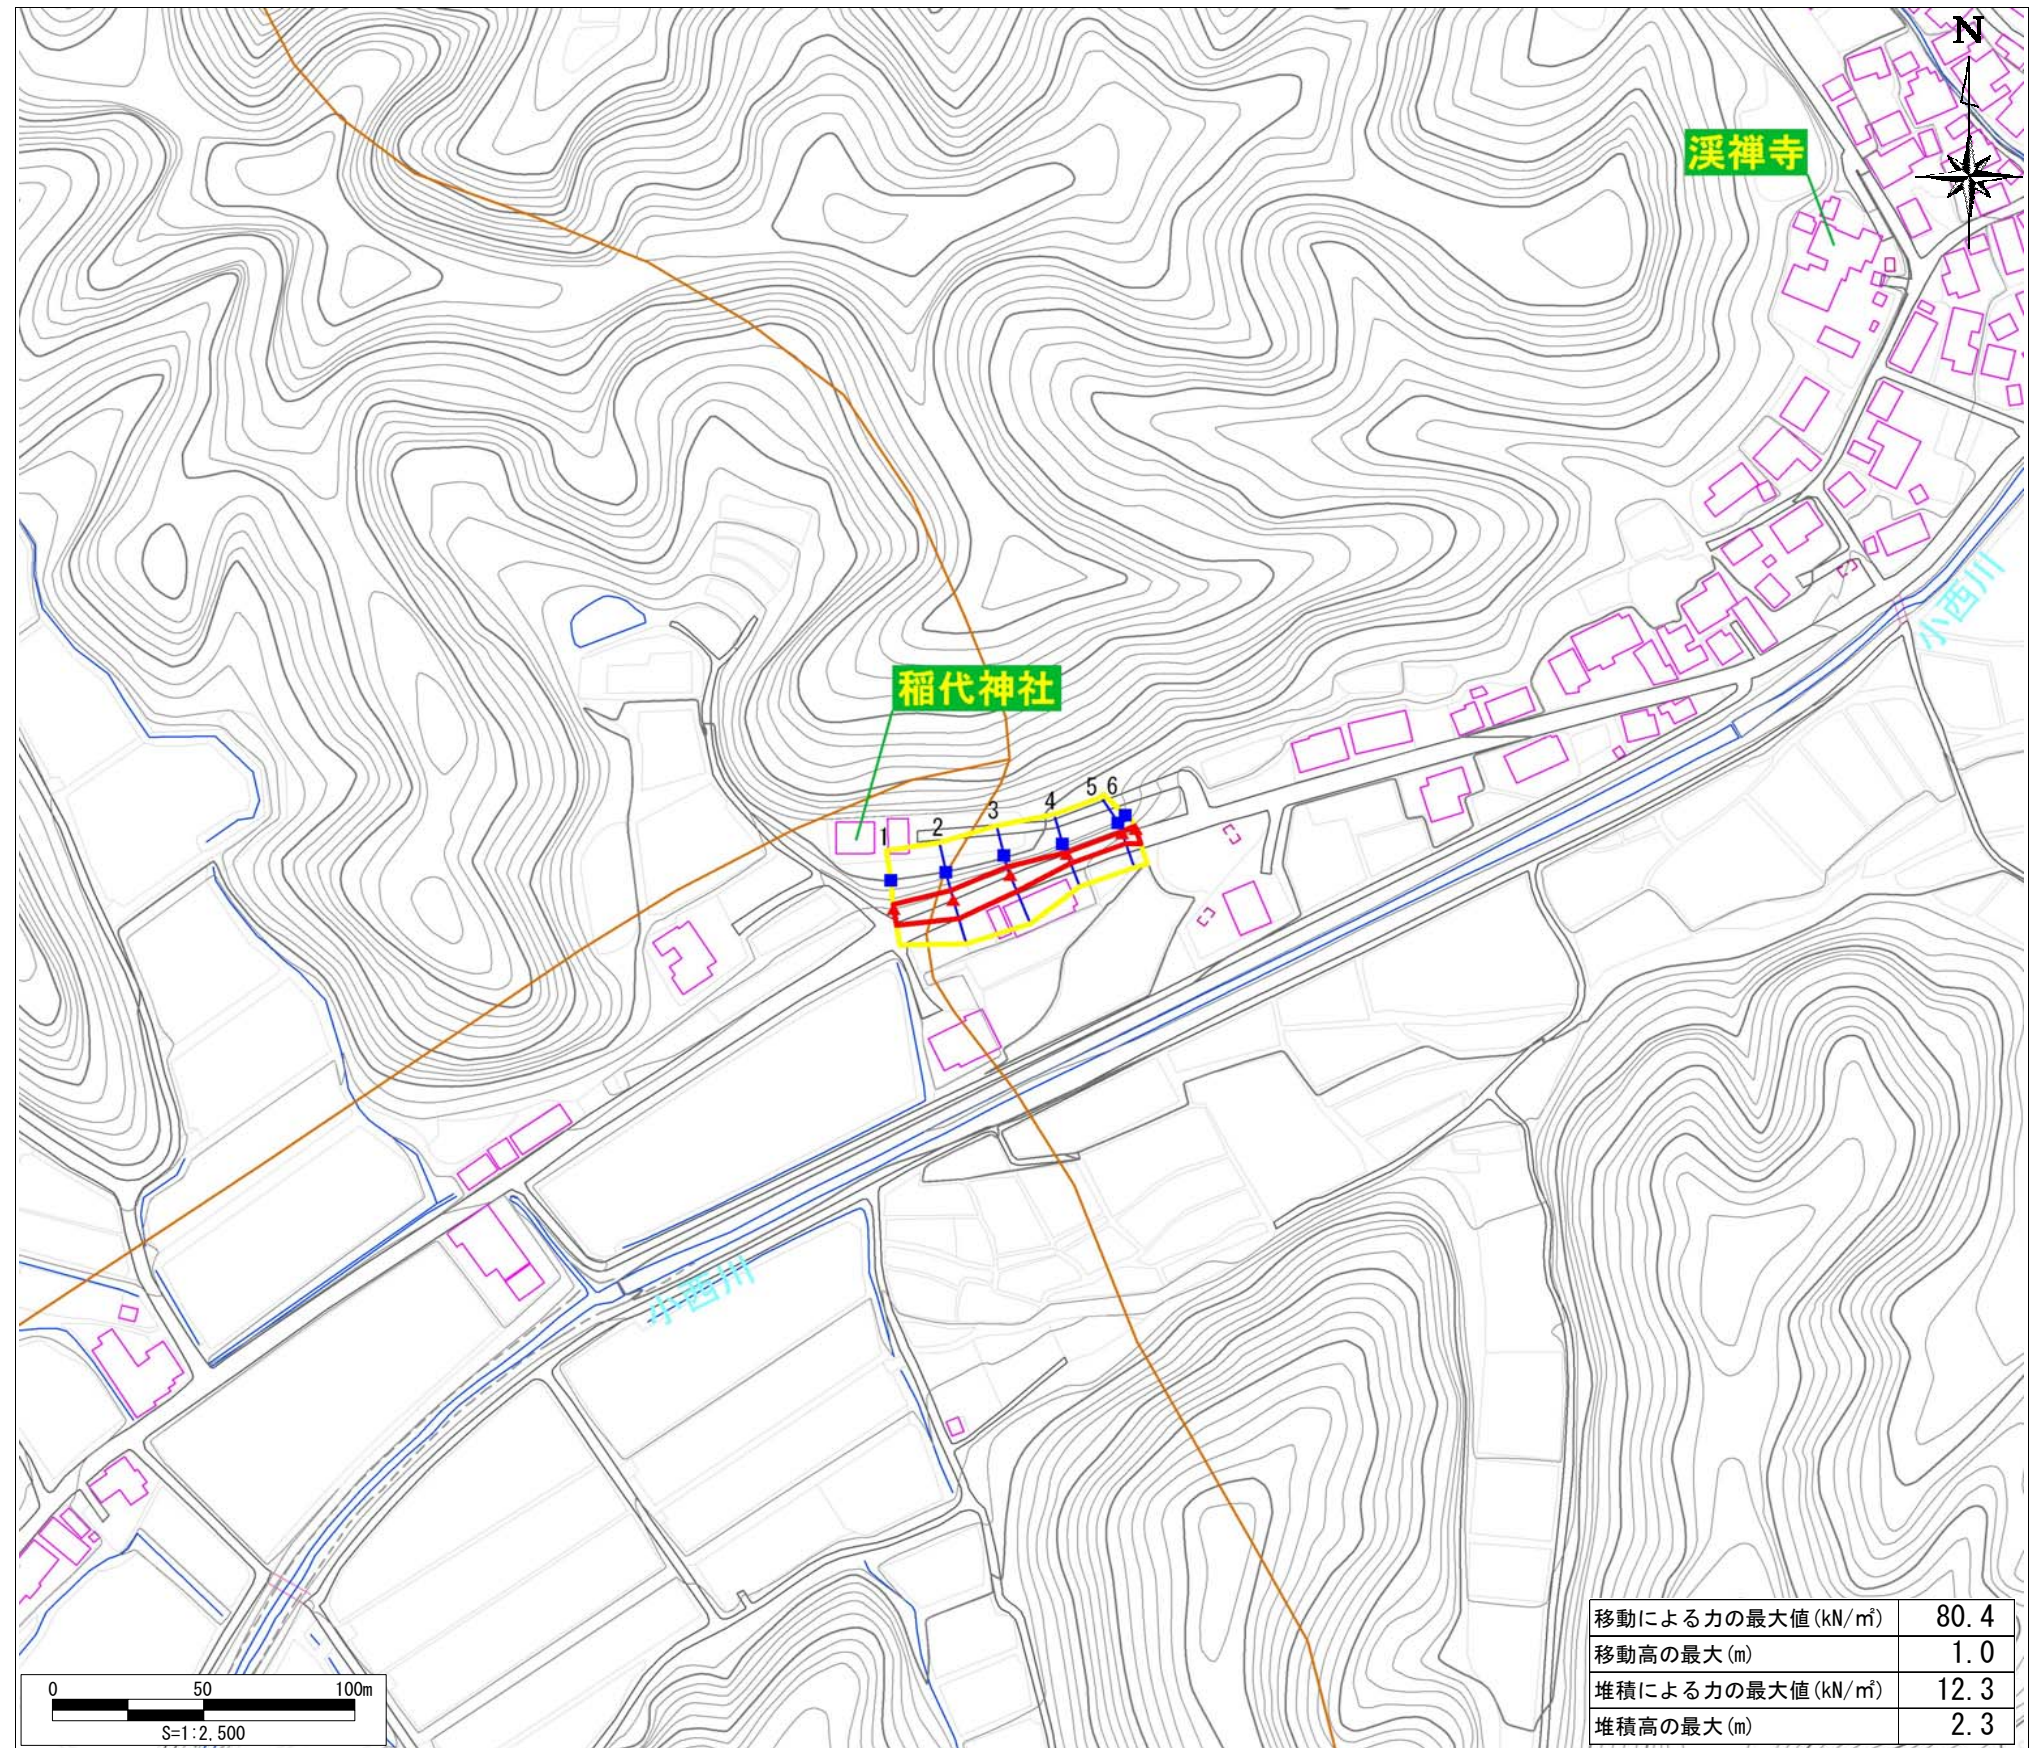 N
渓禅寺
小西川
稲代神社
1
2
3
4
5 6
小西川
移動による力の最大値(kN/㎡) 80.4
移動高の最大(m) 1.0
堆積による力の最大値(kN/㎡) 12.3
堆積高の最大(m) 2.3
0 50 100m
S=1:2,500